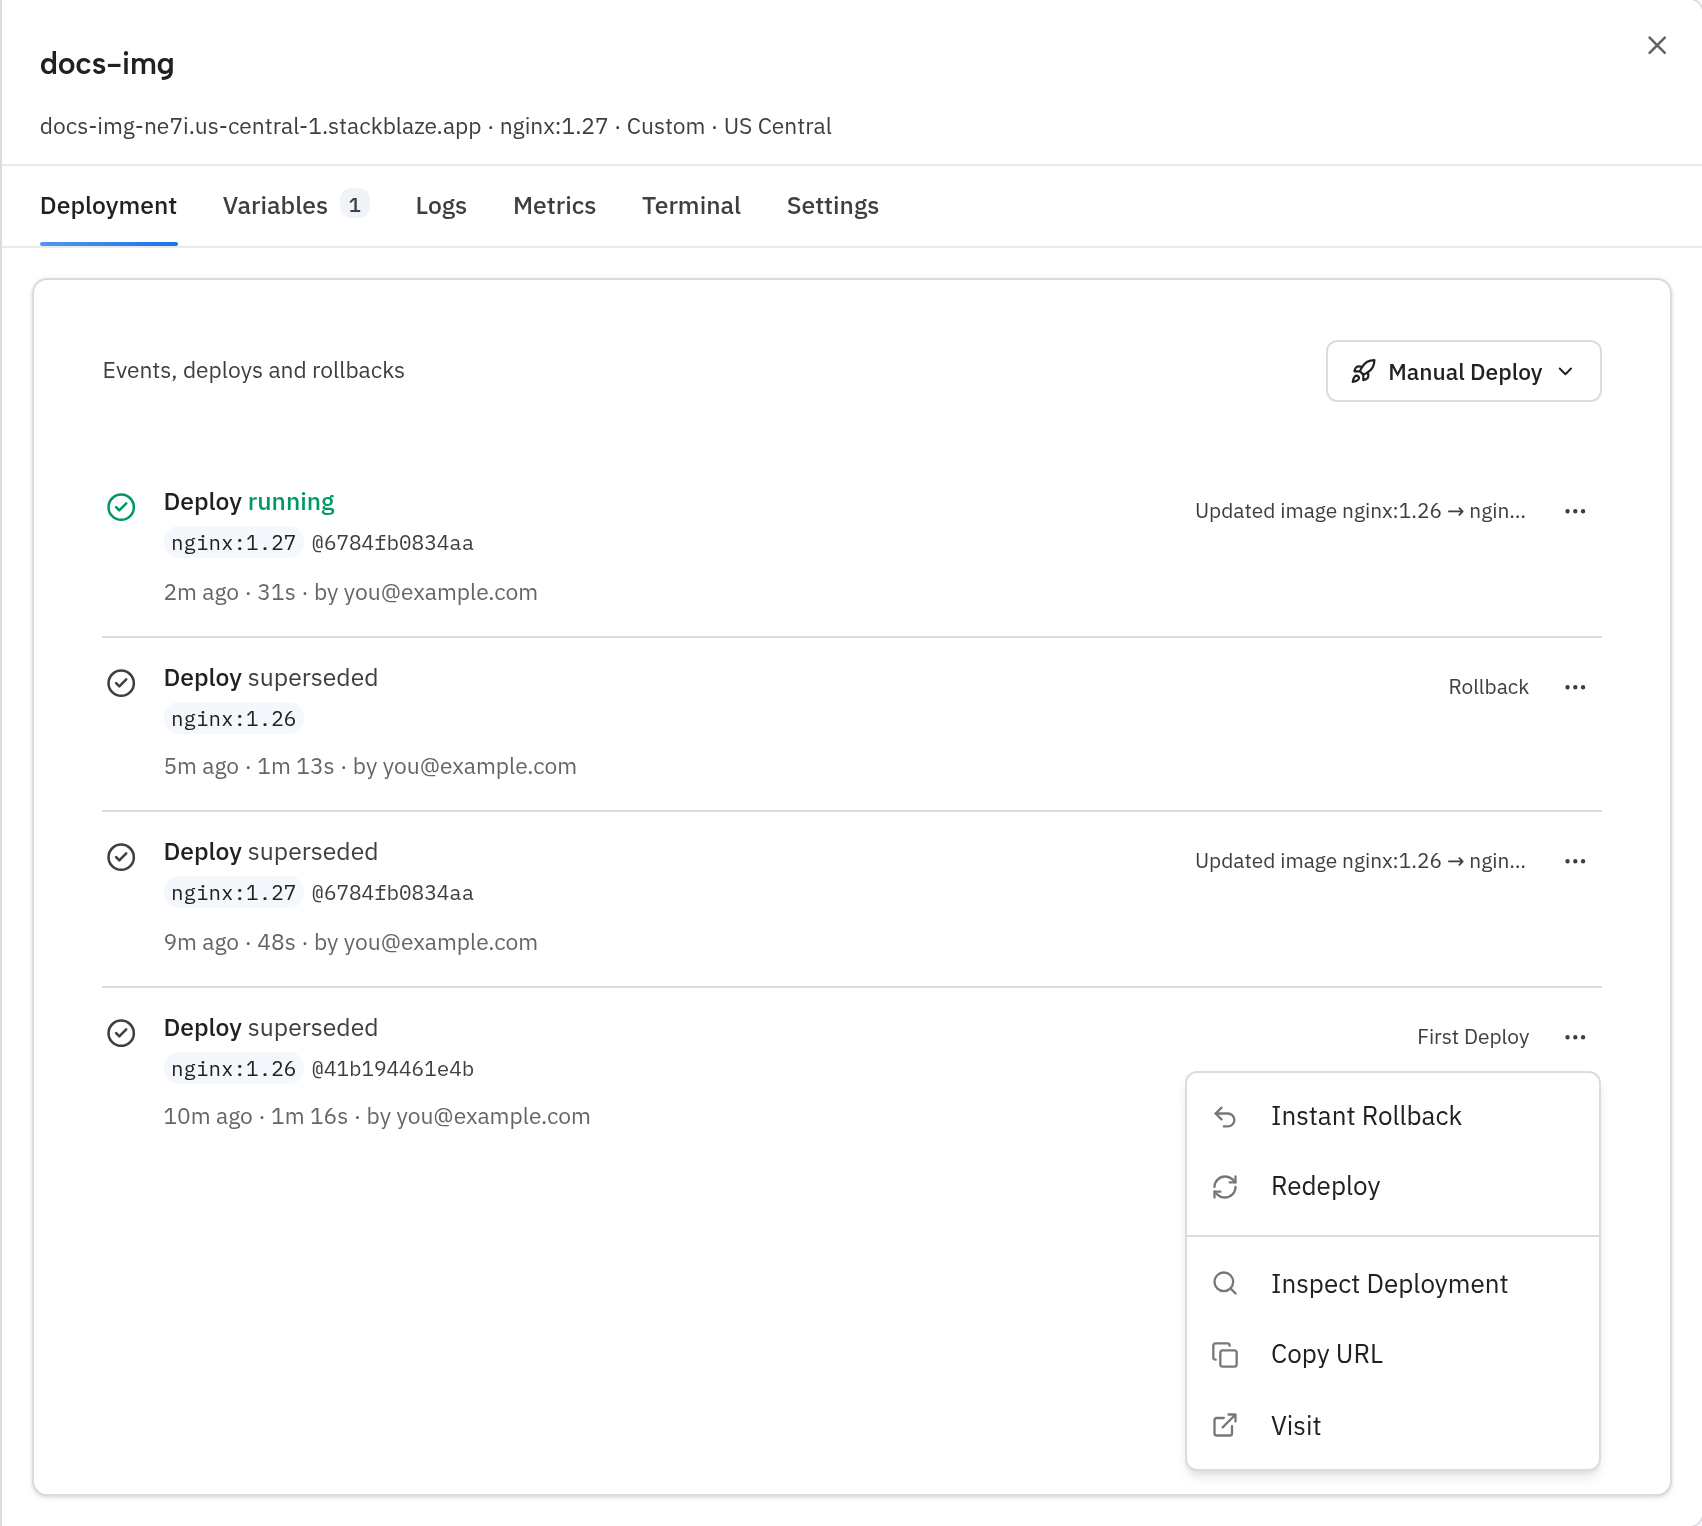 docs-img
docs-img-ne7i.us-central-1.stackblaze.app · nginx:1.27 · Custom · US Central
Deployment Variables 1 Logs Metrics Terminal Settings
Events, deploys and rollbacks
Manual Deploy
Deploy running
Updated image nginx:1.26 → ngin...
nginx:1.27 @6784fb0834aa
2m ago · 31s · by you@example.com
Deploy superseded
Rollback
nginx:1.26
5m ago · 1m 13s · by you@example.com
Deploy superseded
Updated image nginx:1.26 → ngin...
nginx:1.27 @6784fb0834aa
9m ago · 48s · by you@example.com
Deploy superseded
First Deploy
nginx:1.26 @41b194461e4b
10m ago · 1m 16s · by you@example.com
Instant Rollback
Redeploy
Inspect Deployment
Copy URL
Visit